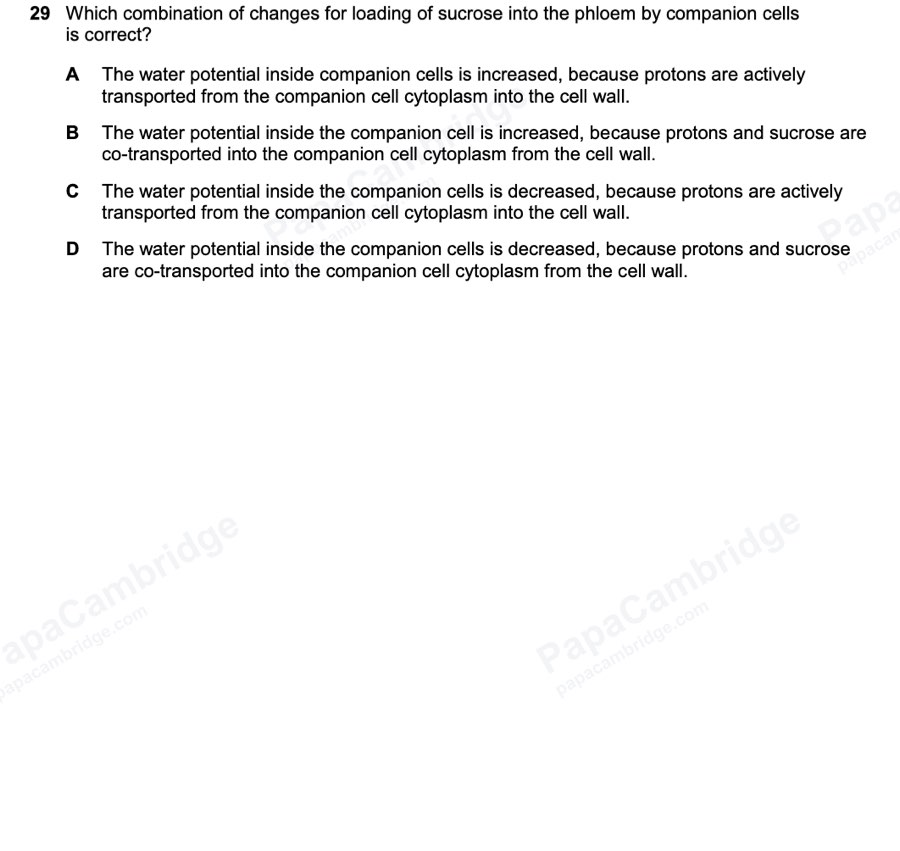 29 Which combination of changes for loading of sucrose into the phloem by companion cells
is correct?
A The water potential inside companion cells is increased, because protons are actively
transported from the companion cell cytoplasm into the cell wall.
B The water potential inside the companion cell is increased, because protons and sucrose are
co-transported into the companion cell cytoplasm from the cell wall.
C The water potential inside the companion cells is decreased, because protons are actively
transported from the companion cell cytoplasm into the cell wall.
D The water potential inside the companion cells is decreased, because protons and sucrose
are co-transported into the companion cell cytoplasm from the cell wall.
PapaCambridge
Papa
papacam
apaCambridge
papacambridge.com
PapaCambridge
papacambridge.com